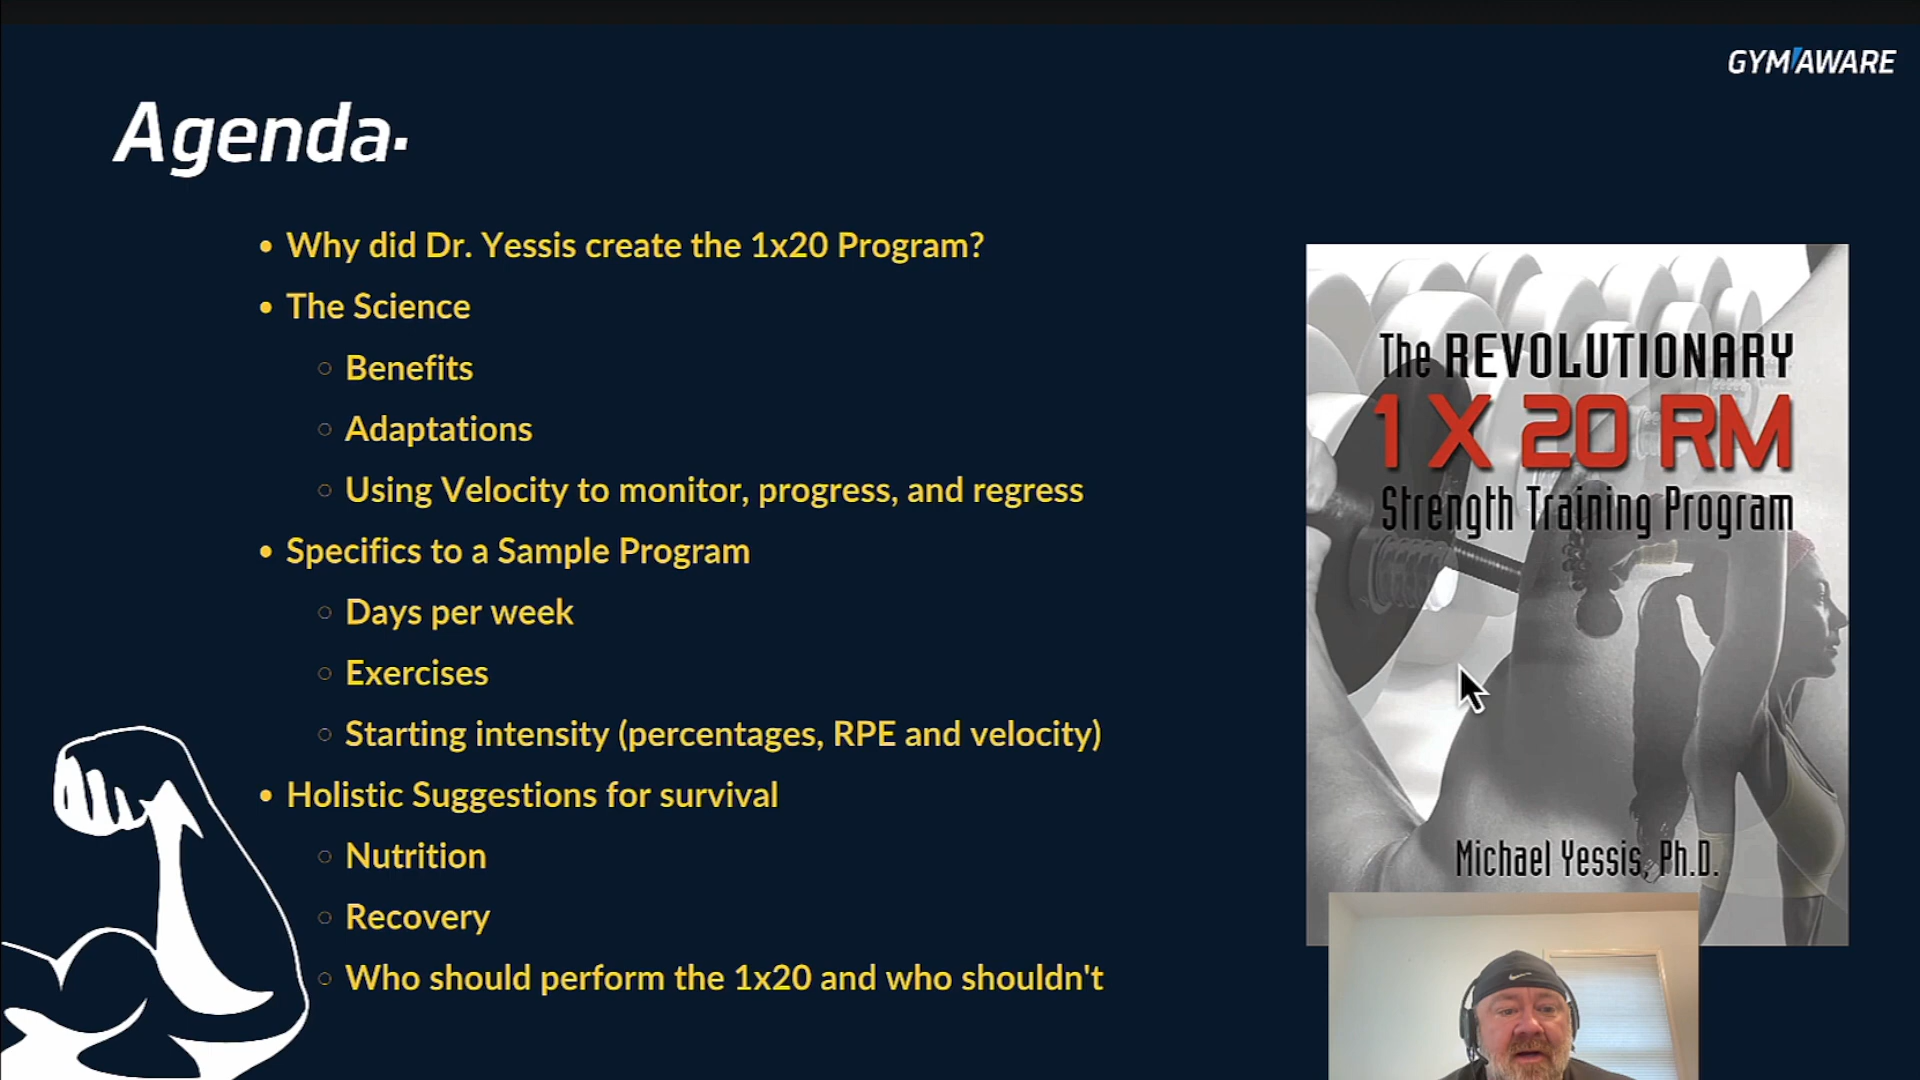 GYMAWARE
Agenda.
• Why did Dr. Yessis create the 1x20 Program?
• The Science
○ Benefits
○ Adaptations
○ Using Velocity to monitor, progress, and regress
• Specifics to a Sample Program
○ Days per week
○ Exercises
○ Starting intensity (percentages, RPE and velocity)
• Holistic Suggestions for survival
○ Nutrition
○ Recovery
○ Who should perform the 1x20 and who shouldn't
The REVOLUTIONARY
1 X 20 RM
Strength Training Program
Michael Yessis, Ph.D.